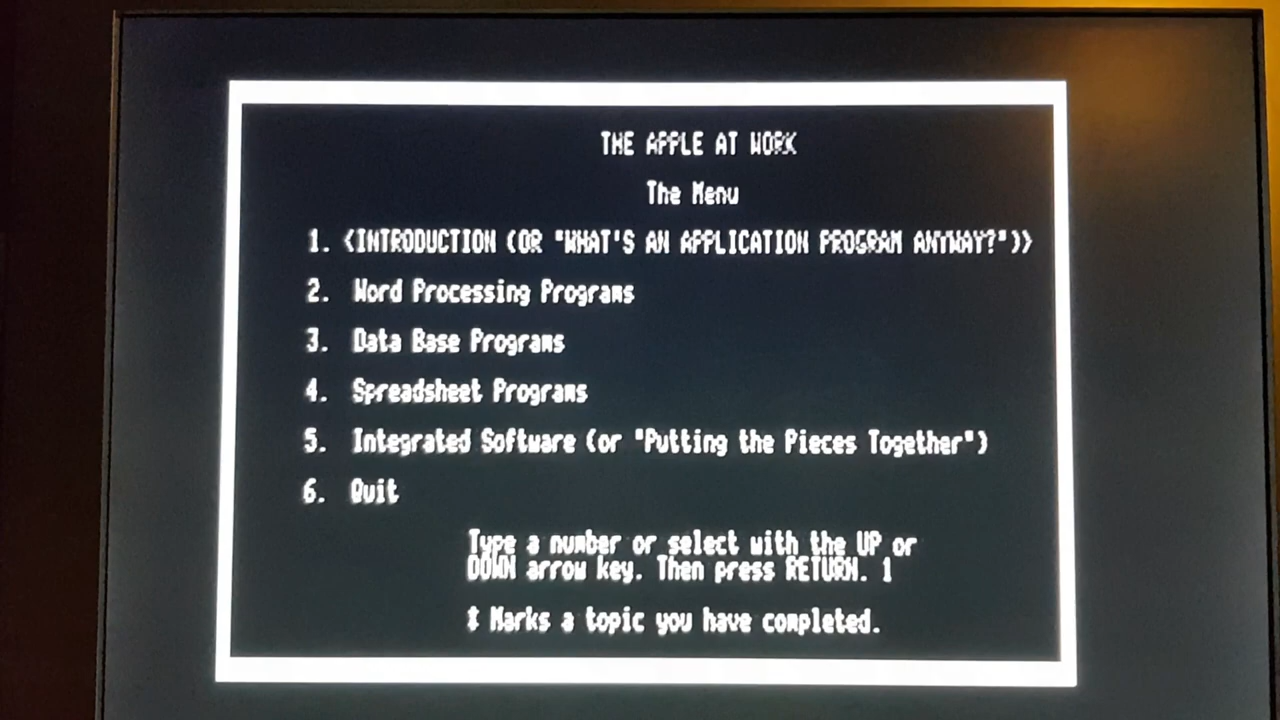 THE APPLE AT WORK
The Menu
1. <INTRODUCTION (OR "WHAT'S AN APPLICATION PROGRAM ANYWAY?")>
2. Word Processing Programs
3. Data Base Programs
4. Spreadsheet Programs
5. Integrated Software (or "Putting the Pieces Together")
6. Quit
Type a number or select with the UP or
DOWN arrow key. Then press RETURN. 1
* Marks a topic you have completed.